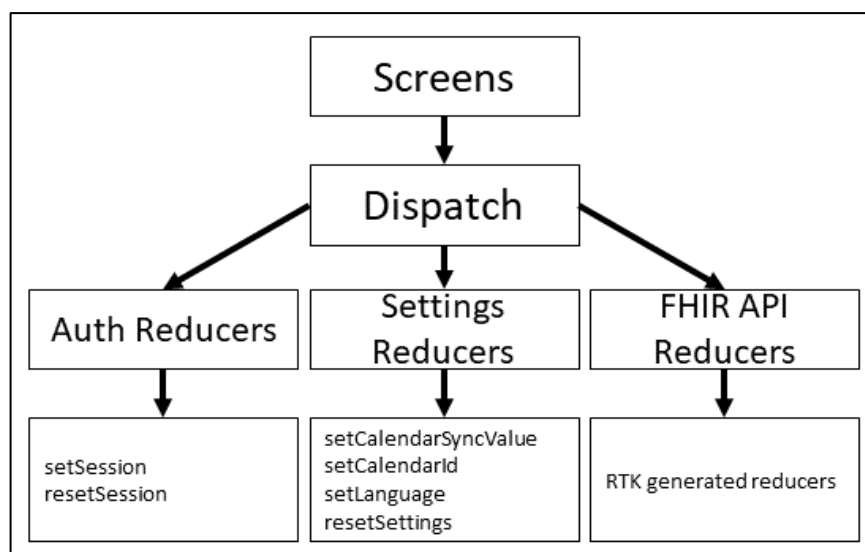 Screens
Dispatch
Auth Reducers
Settings
Reducers
FHIR API
Reducers
setSession
resetSession
setCalendarSyncValue
setCalendarId
setLanguage
resetSettings
RTK generated reducers